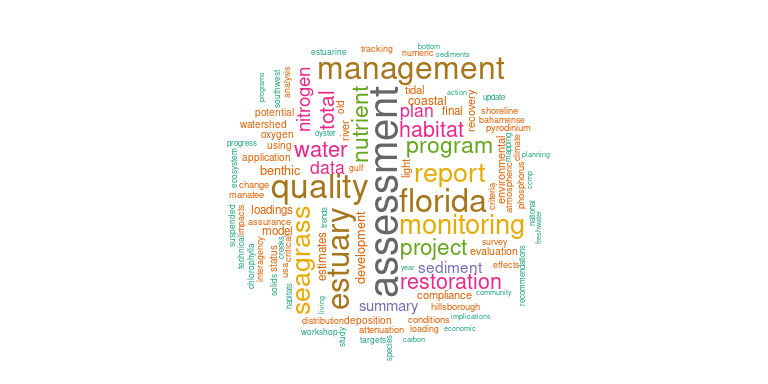 bottom
estuarine
tracking
numeric
sediments
management
programs
southwest
analysis
nitrogen
total
nutrient
assessment
tidal
action
update
coastal
recovery
potential
old
plan
final
shoreline
watershed
river
habitat
bahamense
oxygen
oyster
pyrodinium
progress
using
water
program
environmental
mapping
climate
planning
ecosystem
application
data
gulf
light
report
atmospheric
phosphorus
ccmp
benthic
change
quality
criteria
manatee
florida
national
freshwater
suspended
impacts
loadings
seagrass
trends
estuary
development
monitoring
assurance
technical
model
creeks
critical
project
survey
chlorophylla
interagency
status
estimates
evaluation
usa
year
sediment
effects
recommendations
solids
habitats
restoration
living
compliance
community
summary
hillsborough
distribution
deposition
conditions
implications
workshop
study
attenuation
loading
economic
targets
species
carbon